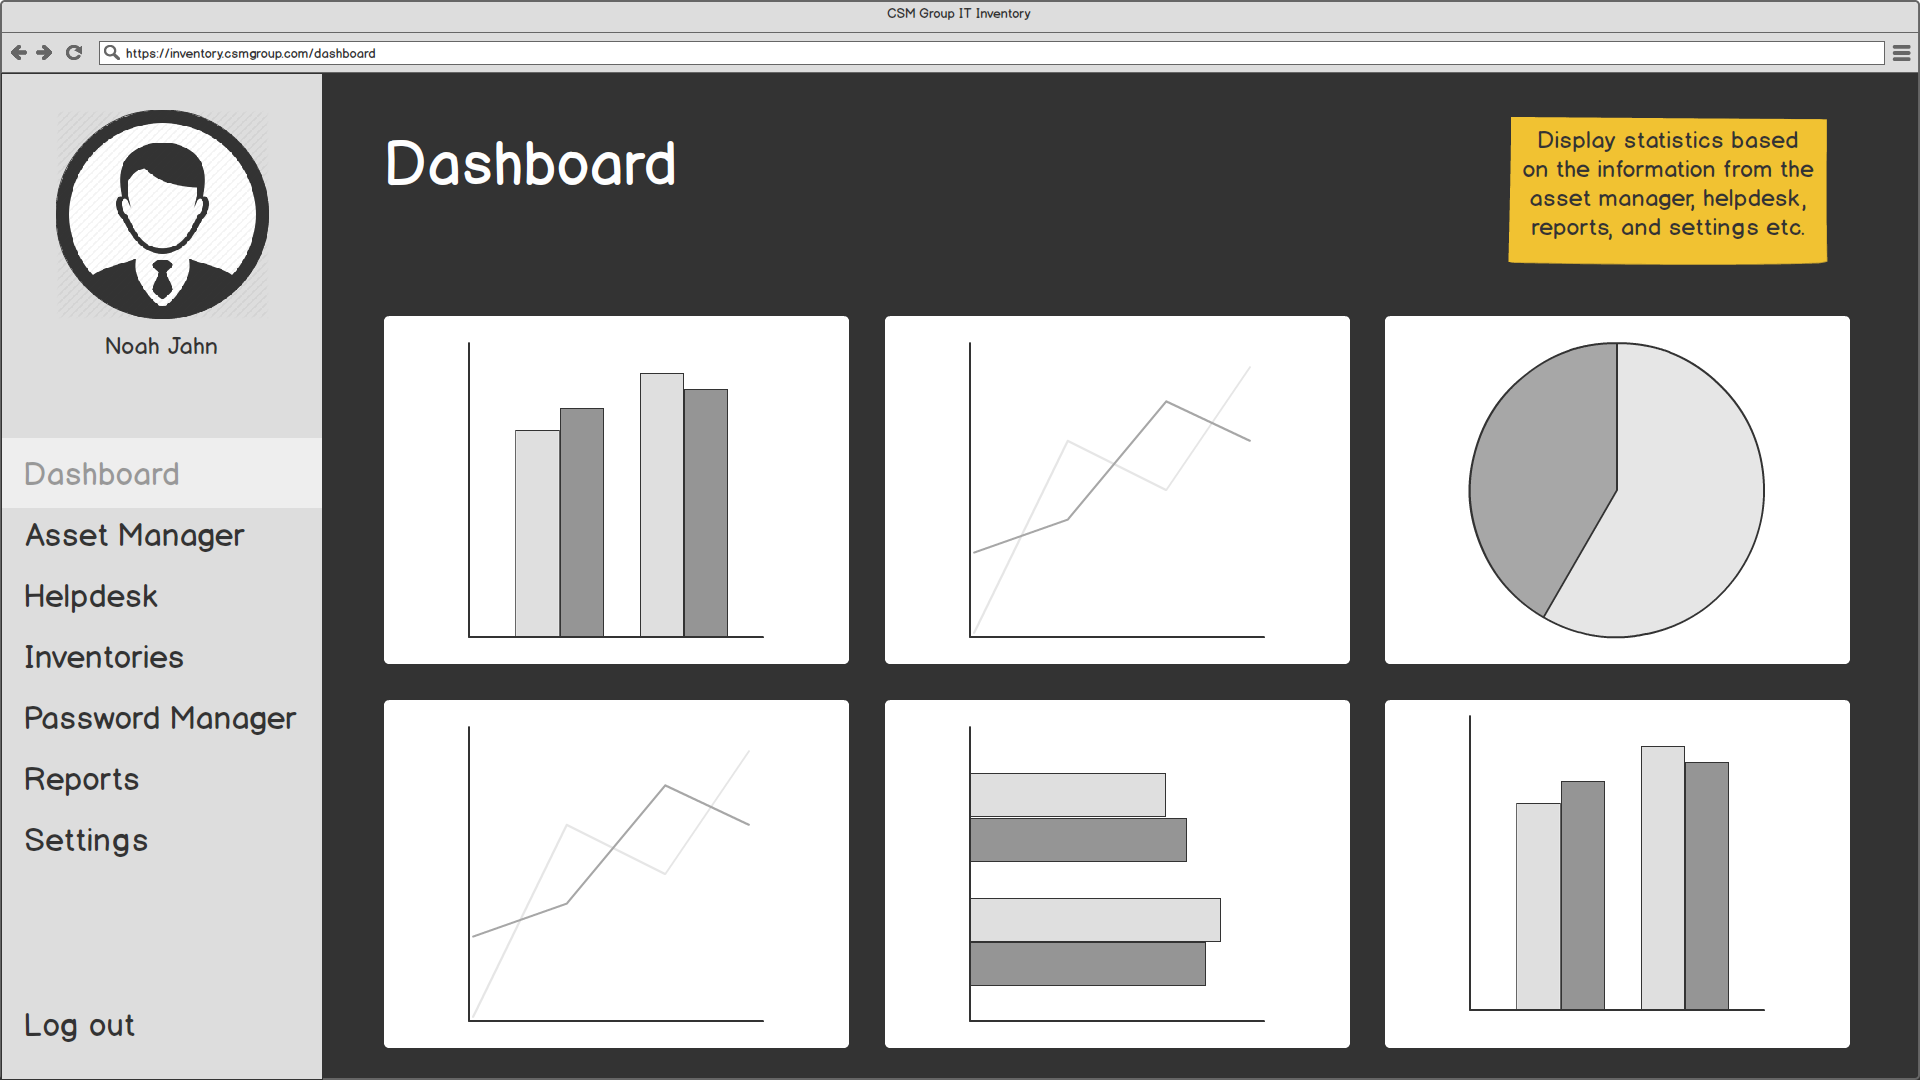 CSM Group IT Inventory
https://inventory.csmgroup.com/dashboard
Noah Jahn
Dashboard
Asset Manager
Helpdesk
Inventories
Password Manager
Reports
Settings
Log out
Dashboard
Display statistics based
on the information from the
asset manager, helpdesk,
reports, and settings etc.